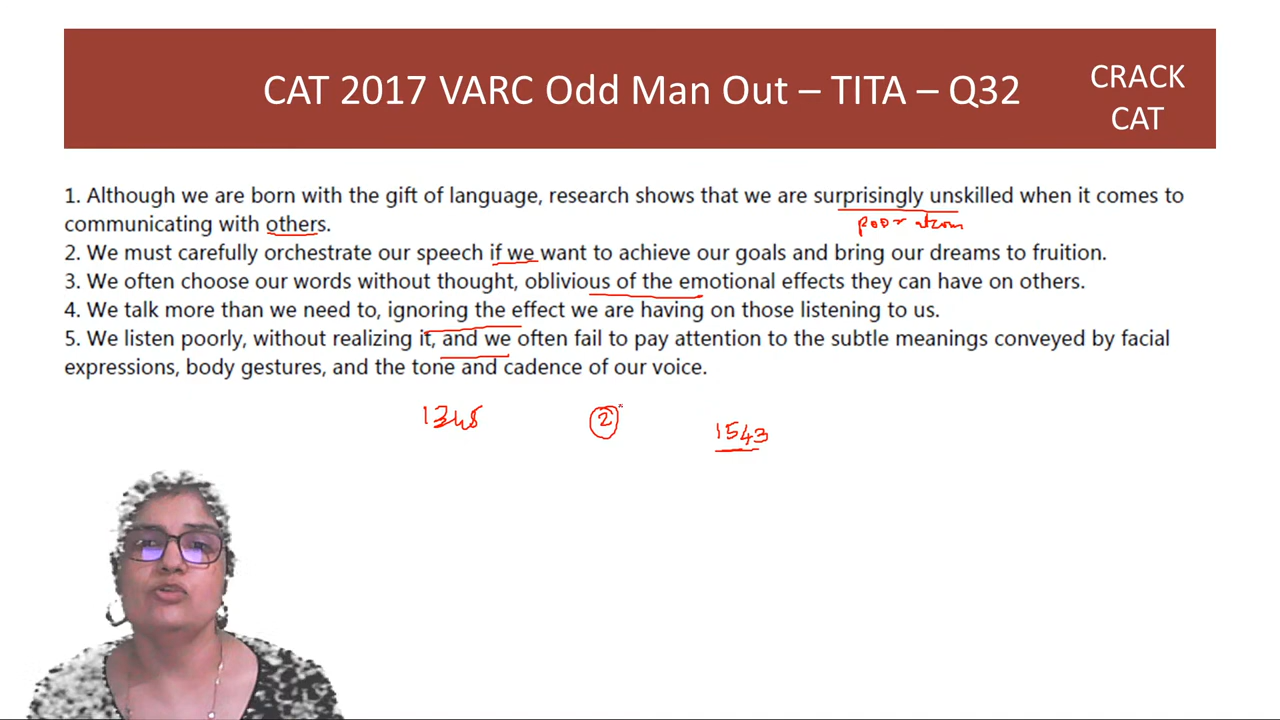 CAT 2017 VARC Odd Man Out – TITA – Q32
CRACK
CAT
1. Although we are born with the gift of language, research shows that we are surprisingly unskilled when it comes to
communicating with others.
2. We must carefully orchestrate our speech if we want to achieve our goals and bring our dreams to fruition.
3. We often choose our words without thought, oblivious of the emotional effects they can have on others.
4. We talk more than we need to, ignoring the effect we are having on those listening to us.
5. We listen poorly, without realizing it, and we often fail to pay attention to the subtle meanings conveyed by facial
expressions, body gestures, and the tone and cadence of our voice.
poor
1345
2
1543